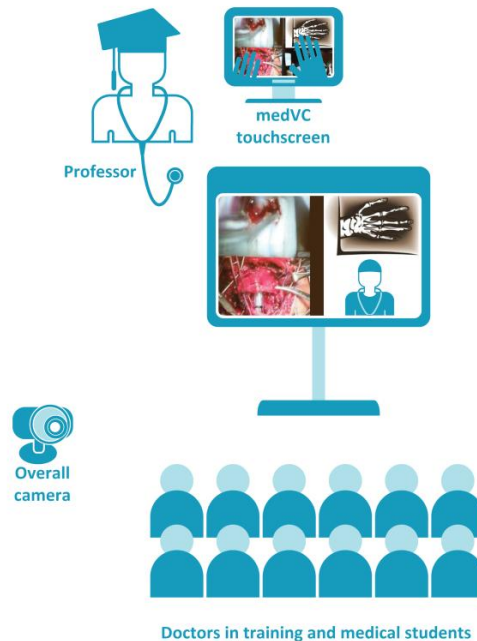 medVC
touchscreen
Professor
Overall
camera
Doctors in training and medical students